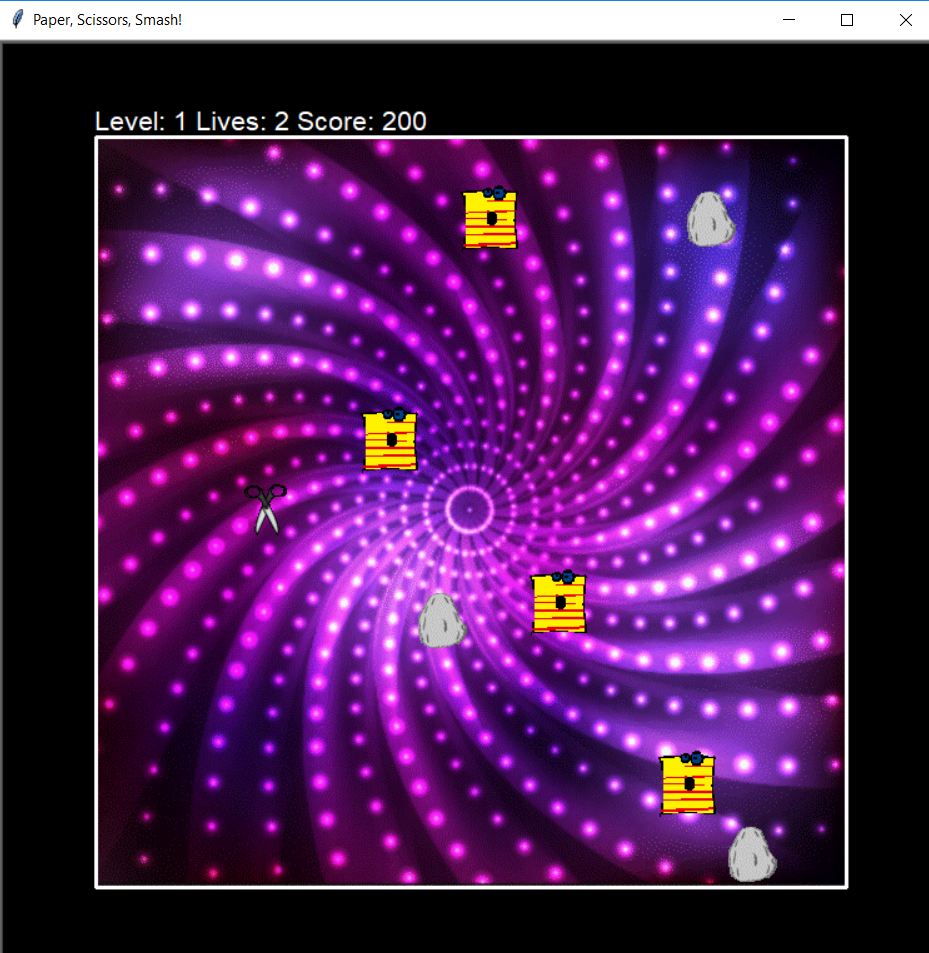 Paper, Scissors, Smash!
Level: 1 Lives: 2 Score: 200